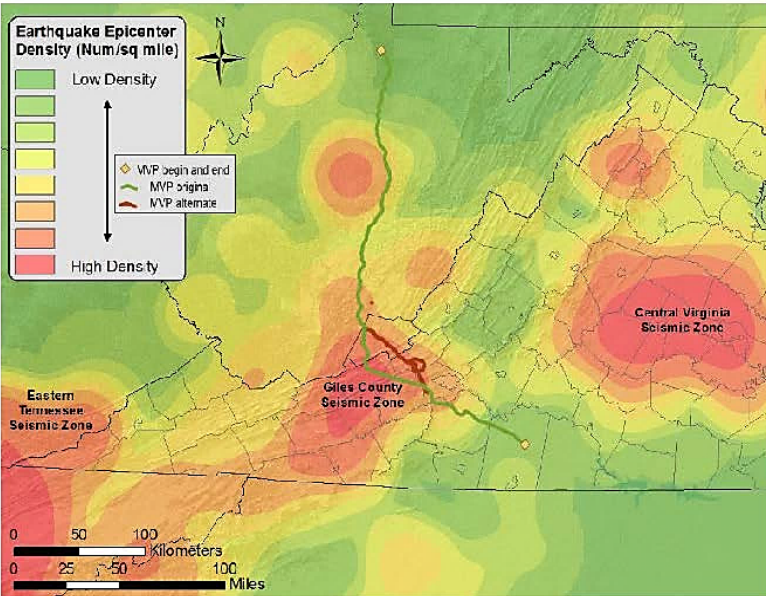 Earthquake Epicenter
Density (Num/sq mile)
Low Density
High Density
N
MVP begin and end
MVP original
MVP alternate
Central Virginia
Seismic Zone
Giles County
Seismic Zone
Eastern
Tennessee
Seismic Zone
0 50 100
Kilometers
0 25 50 100
Miles